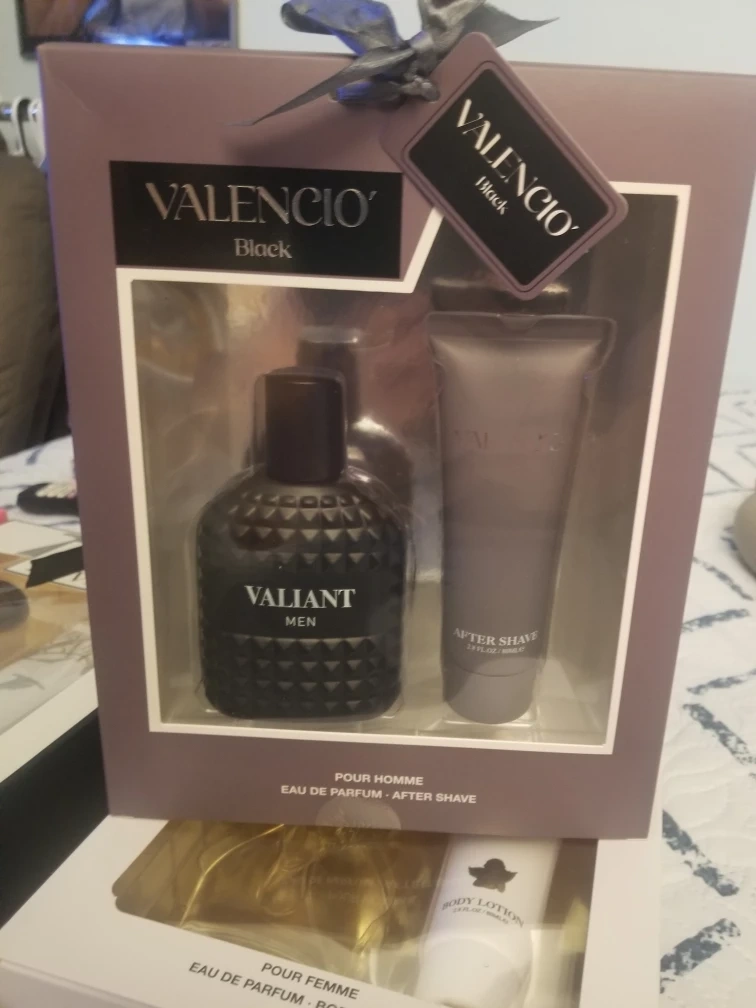 VALENCIO'
Black
VALENCIO'
Black
VALIANT
MEN
AFTER SHAVE
POUR HOMME
EAU DE PARFUM · AFTER SHAVE
BODY LOTION
POUR FEMME
EAU DE PARFUM ·